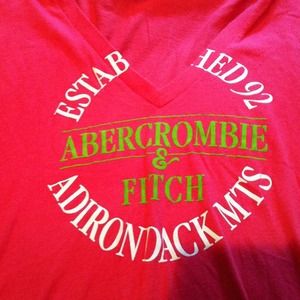 ESTAB HED 92
ABERCROMBIE
&
FITCH
ADIRONDACK MTS